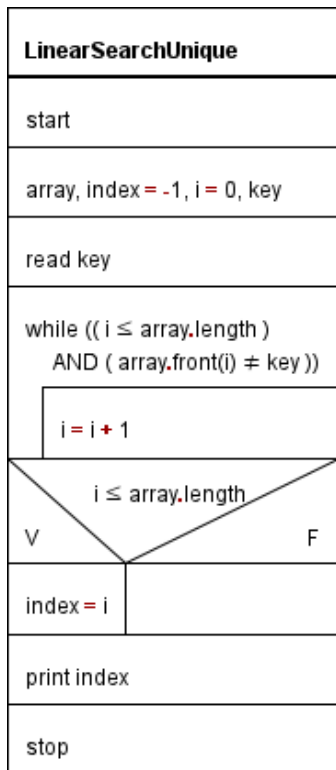 LinearSearchUnique
start
array, index = -1, i = 0, key
read key
while (( i ≤ array.length )
AND ( array.front(i) ≠ key ))
i = i + 1
i ≤ array.length
V F
index = i
print index
stop